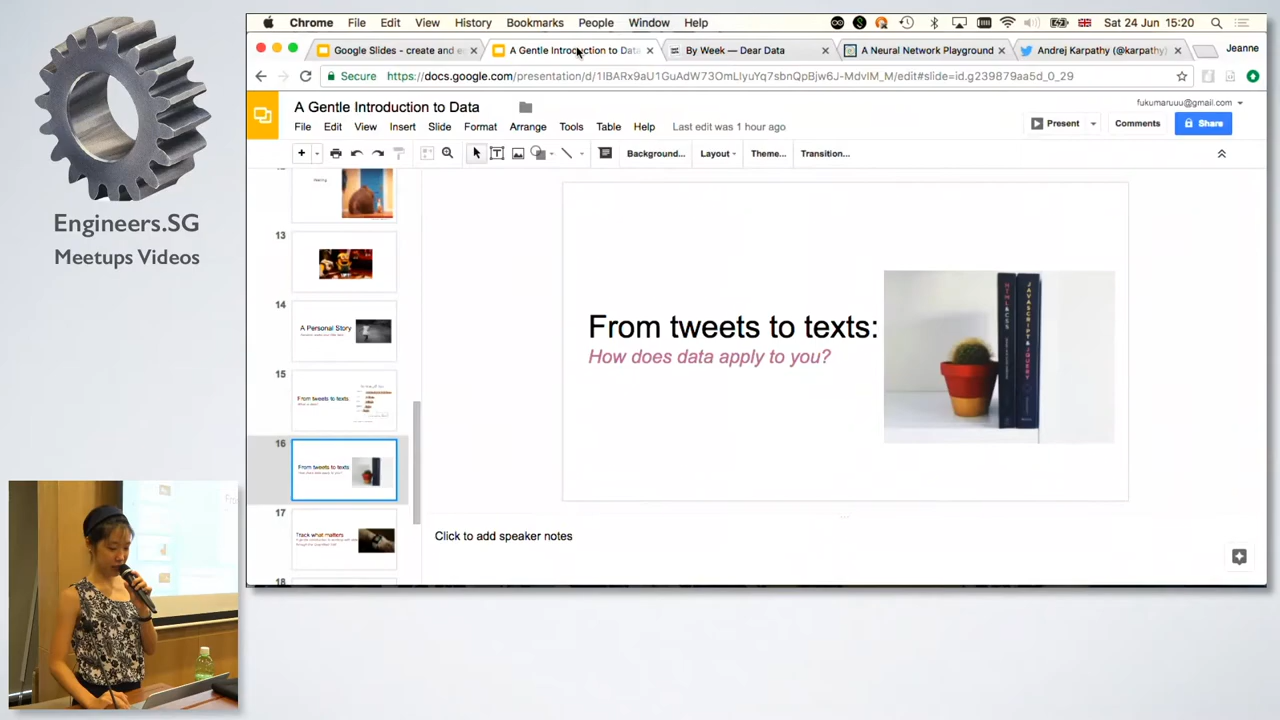 Chrome File Edit View History Bookmarks People Window Help
Sat 24 Jun 15:20
Google Slides - create and e
A Gentle Introduction to Data
By Week — Dear Data
A Neural Network Playground
Andrej Karpathy (@karpathy)
Jeanne
Secure
https://docs.google.com/presentation/d/1IBARx9aU1GuAdW73OmLIyuYq7sbnQpBjw6J-MdvIM_M/edit#slide=id.g239879aa5d_0_29
A Gentle Introduction to Data
fukumaruuu@gmail.com
File Edit View Insert Slide Format Arrange Tools Table Help Last edit was 1 hour ago
Present
Comments
Share
Background... Layout Theme... Transition...
13
14
A Personal Story
15
From tweets to texts:
16
From tweets to texts
17
Track what matters:
18
From tweets to texts:
How does data apply to you?
HTML & CSS
JAVASCRIPT & JQUERY
Click to add speaker notes
Engineers.SG
Meetups Videos